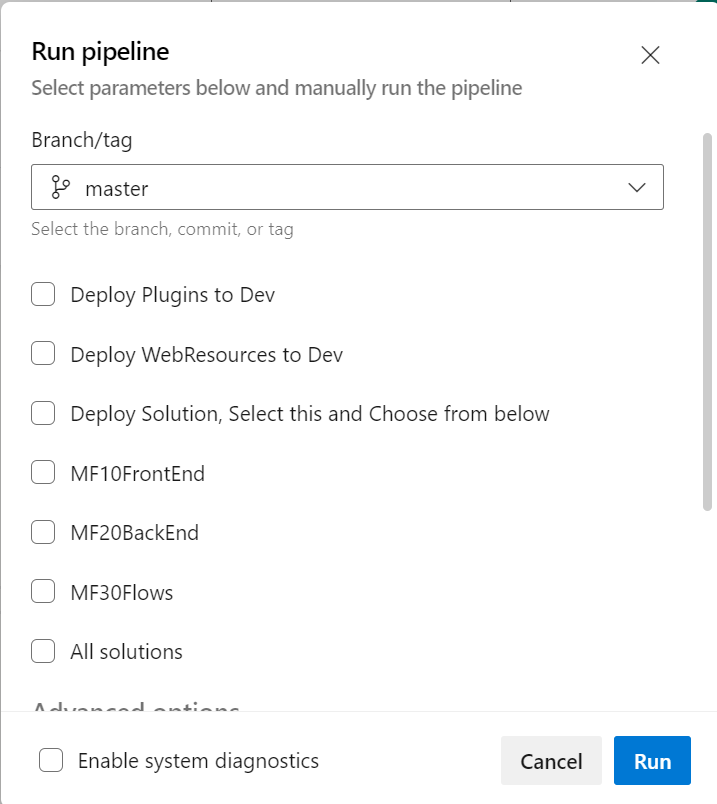 Run pipeline
Select parameters below and manually run the pipeline
Branch/tag
master
Select the branch, commit, or tag
Deploy Plugins to Dev
Deploy WebResources to Dev
Deploy Solution, Select this and Choose from below
MF10FrontEnd
MF20BackEnd
MF30Flows
All solutions
Advanced options
Enable system diagnostics
Cancel
Run